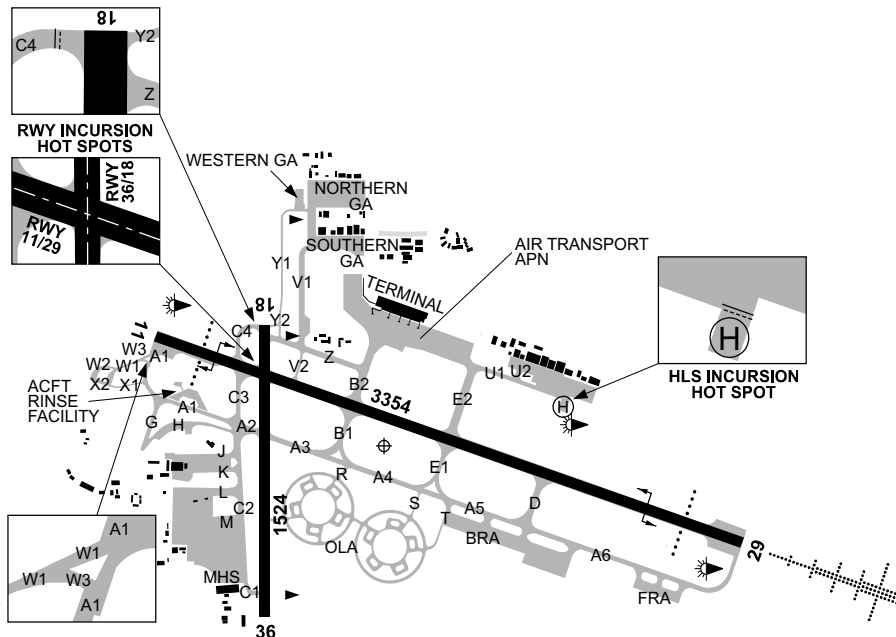 18
C4
Y2
Z
RWY INCURSION
HOT SPOTS
RWY
36/18
RWY
11/29
WESTERN GA
NORTHERN
GA
SOUTHERN
GA
AIR TRANSPORT
APN
TERMINAL
Y1
V1
18
C4
Y2
Z
V2
11
W3
A1
W2
W1
X2
X1
ACFT
RINSE
FACILITY
A1
G
H
C3
A2
B2
3354
E2
U1
U2
H
H
HLS INCURSION
HOT SPOT
B1
A3
R
A4
E1
J
K
L
M
C2
1524
OLA
S
T
A5
D
BRA
A6
FRA
29
MHS
C1
36
A1
W1
W1
W3
A1